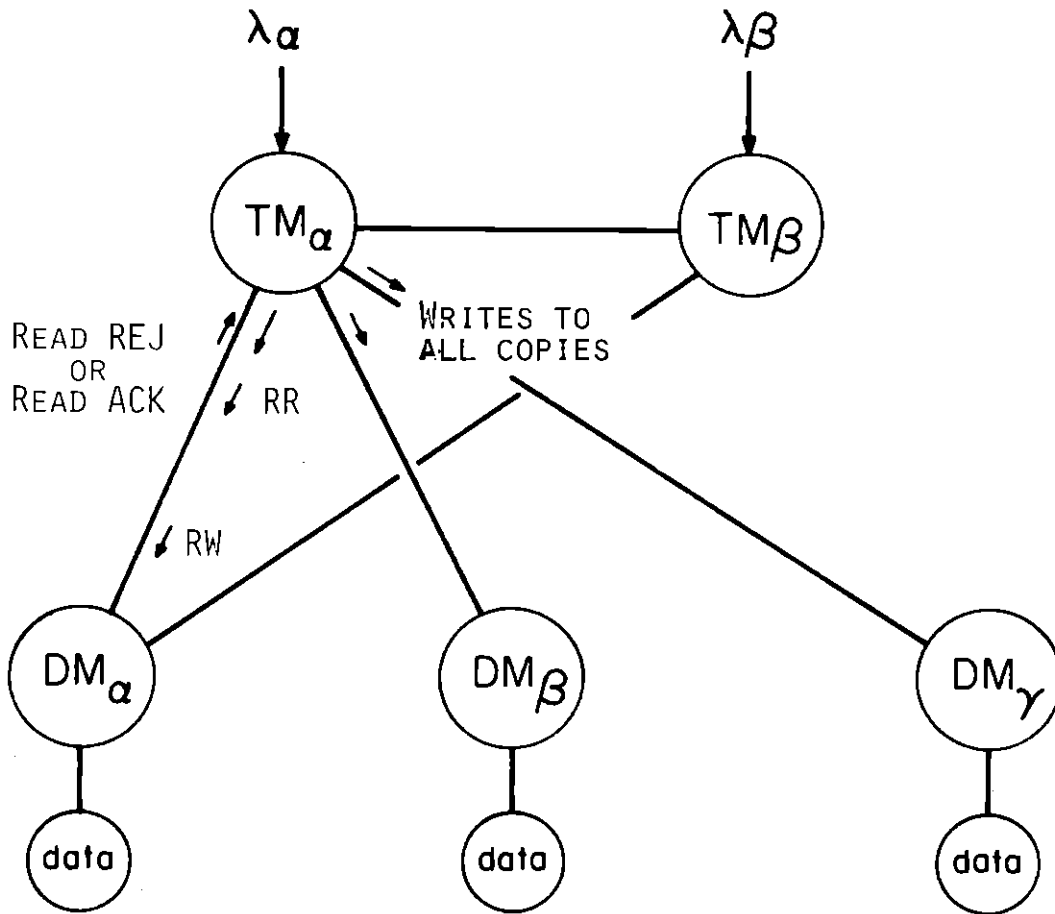 λα
λβ
TMα
TMβ
READ REJ
OR
READ ACK
RR
WRITES TO
ALL COPIES
RW
DMα
DMβ
DMγ
data
data
data